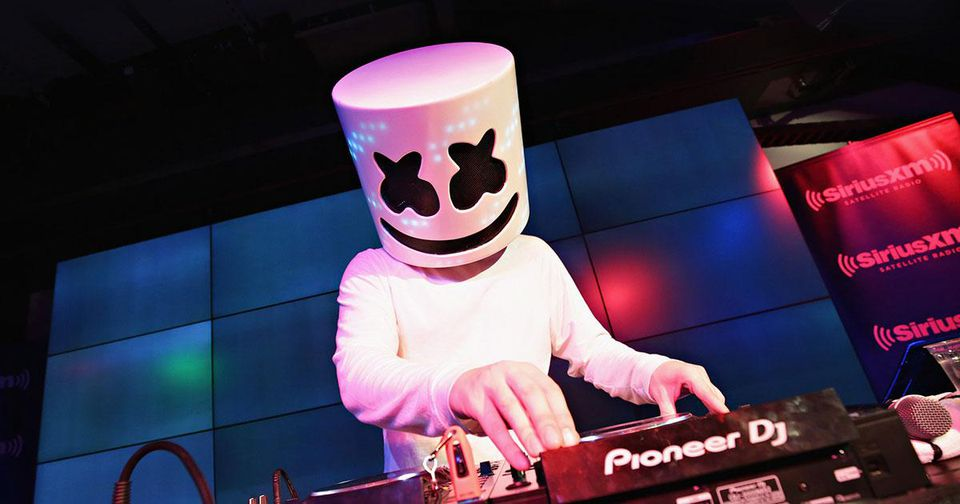 SiriusXM
SATELLITE RADIO
SiriusXM
SATELLITE RADIO
Sirius
Pioneer Dj